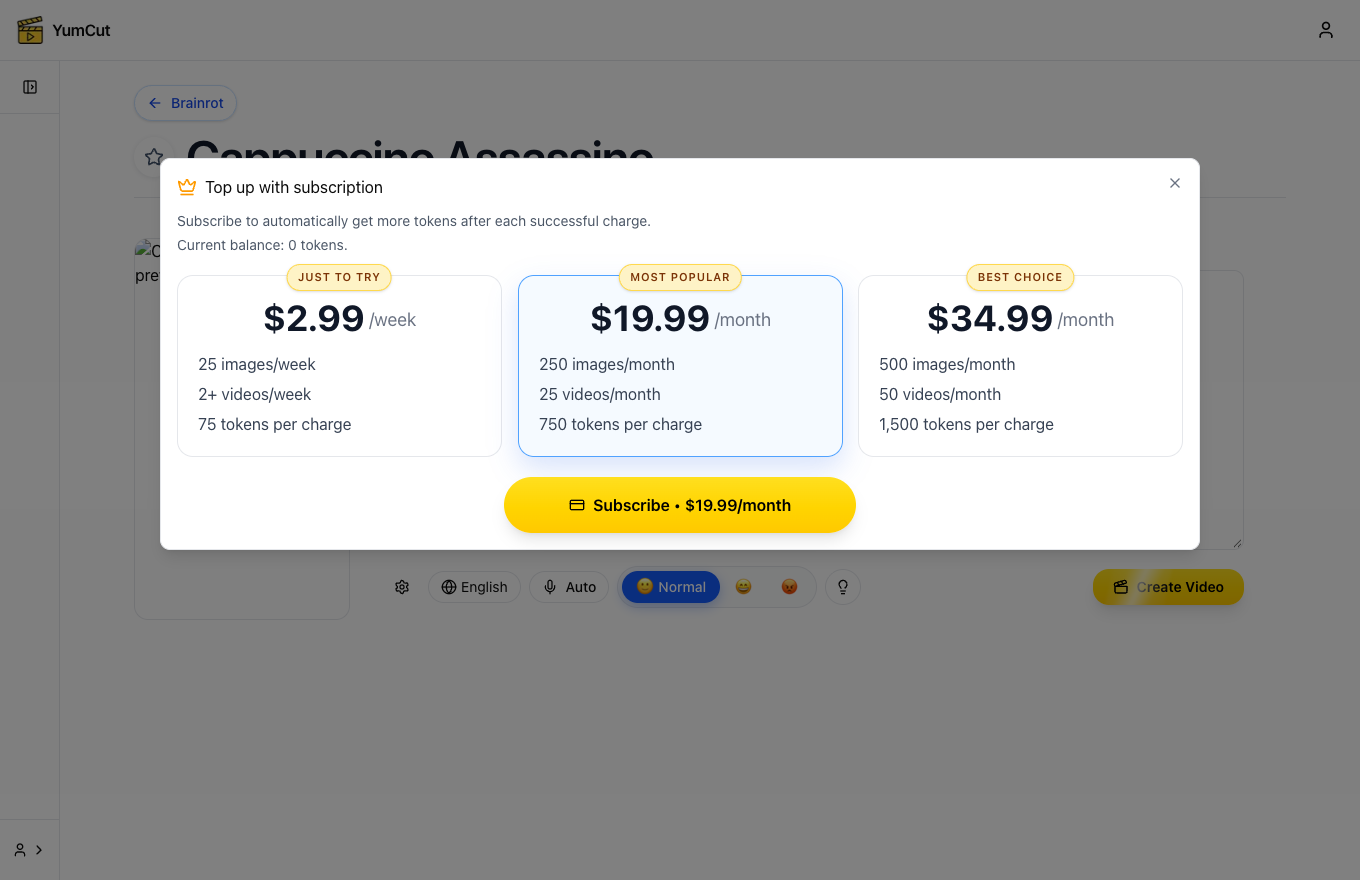 YumCut
Brainrot
Cappuccino Assassino
Top up with subscription
Subscribe to automatically get more tokens after each successful charge.
Current balance: 0 tokens.
JUST TO TRY
$2.99 /week
25 images/week
2+ videos/week
75 tokens per charge
MOST POPULAR
$19.99 /month
250 images/month
25 videos/month
750 tokens per charge
BEST CHOICE
$34.99 /month
500 images/month
50 videos/month
1,500 tokens per charge
Subscribe • $19.99/month
English
Auto
Normal
Create Video